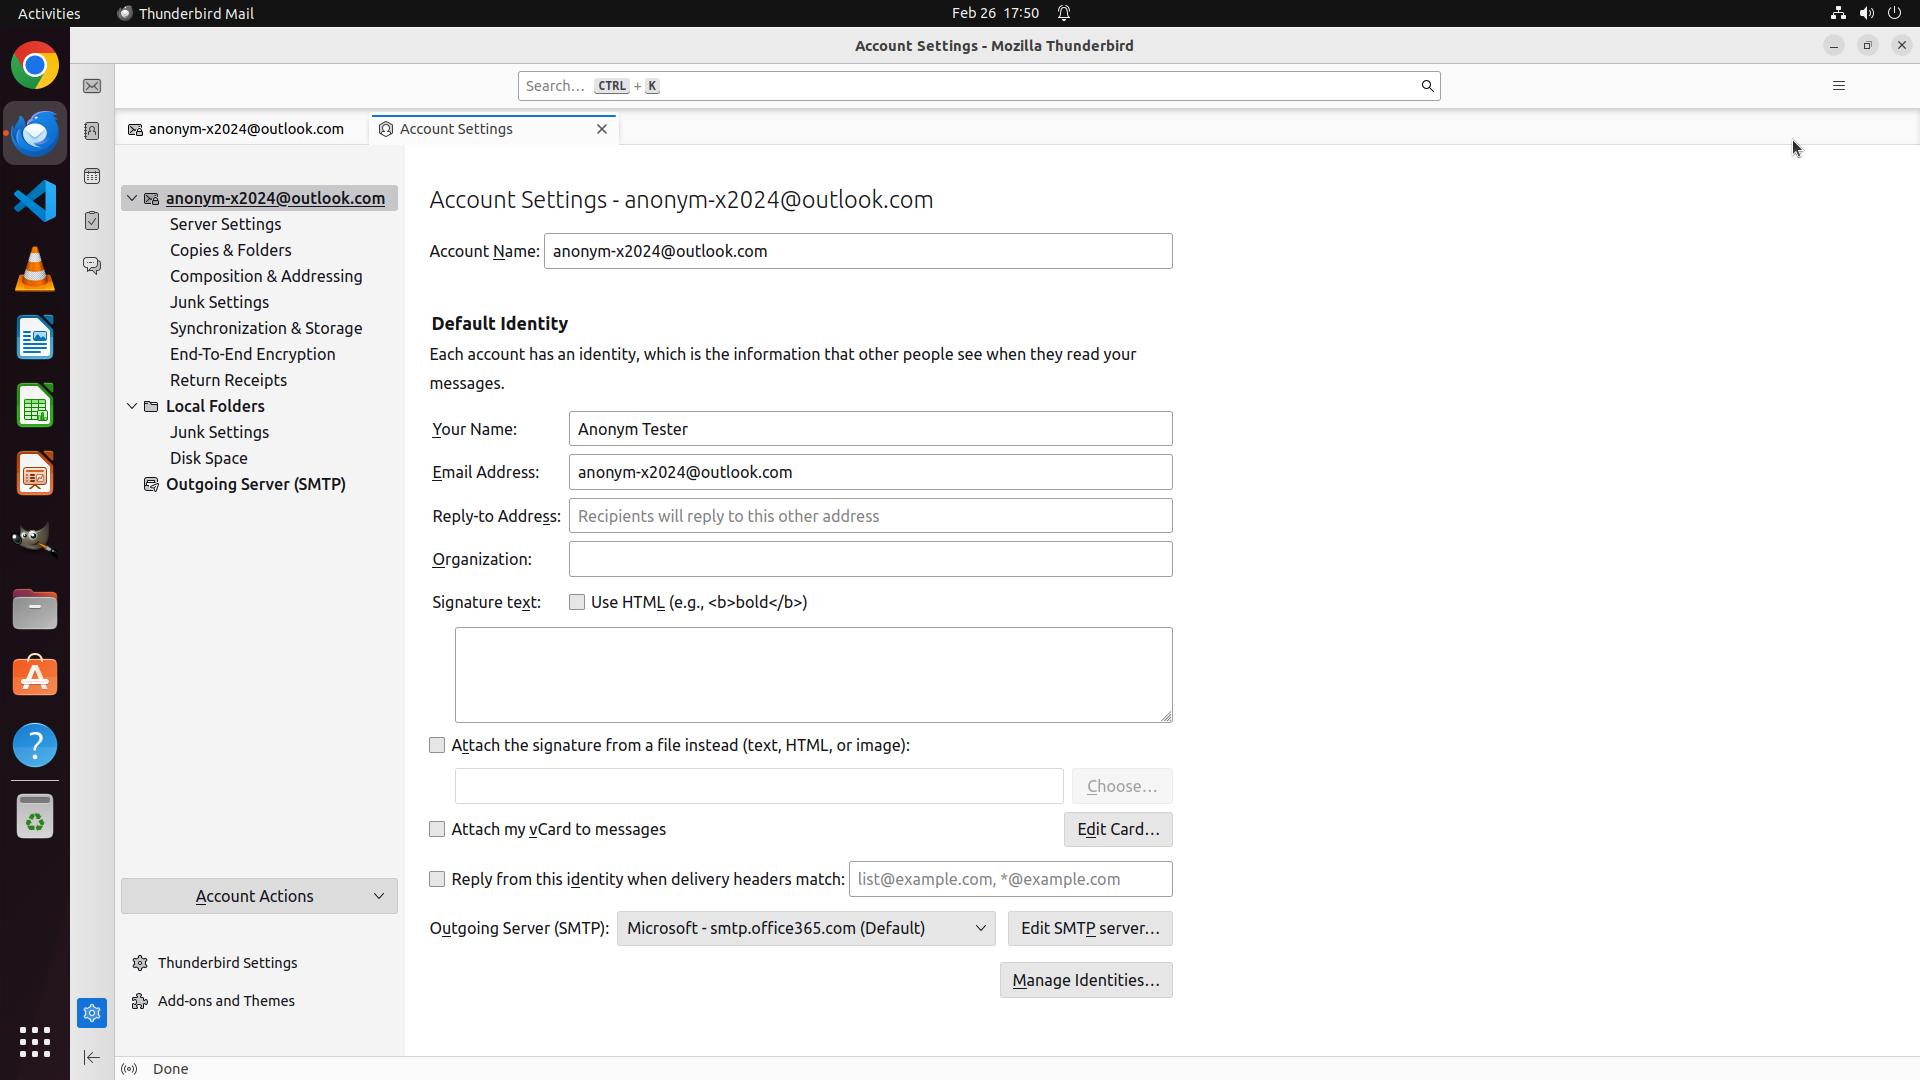 Activities
Thunderbird Mail
Feb 26 17:50
Account Settings - Mozilla Thunderbird
Search... CTRL + K
anonym-x2024@outlook.com
Account Settings
anonym-x2024@outlook.com
Server Settings
Copies & Folders
Composition & Addressing
Junk Settings
Synchronization & Storage
End-To-End Encryption
Return Receipts
Local Folders
Junk Settings
Disk Space
Outgoing Server (SMTP)
Account Actions
Thunderbird Settings
Add-ons and Themes
Account Settings - anonym-x2024@outlook.com
Account Name: anonym-x2024@outlook.com
Default Identity
Each account has an identity, which is the information that other people see when they read your
messages.
Your Name: Anonym Tester
Email Address: anonym-x2024@outlook.com
Reply-to Address: Recipients will reply to this other address
Organization:
Signature text: Use HTML (e.g., <b>bold</b>)
Attach the signature from a file instead (text, HTML, or image):
Choose...
Attach my vCard to messages
Edit Card...
Reply from this identity when delivery headers match: list@example.com, *@example.com
Outgoing Server (SMTP): Microsoft - smtp.office365.com (Default) Edit SMTP server...
Manage Identities...
Done